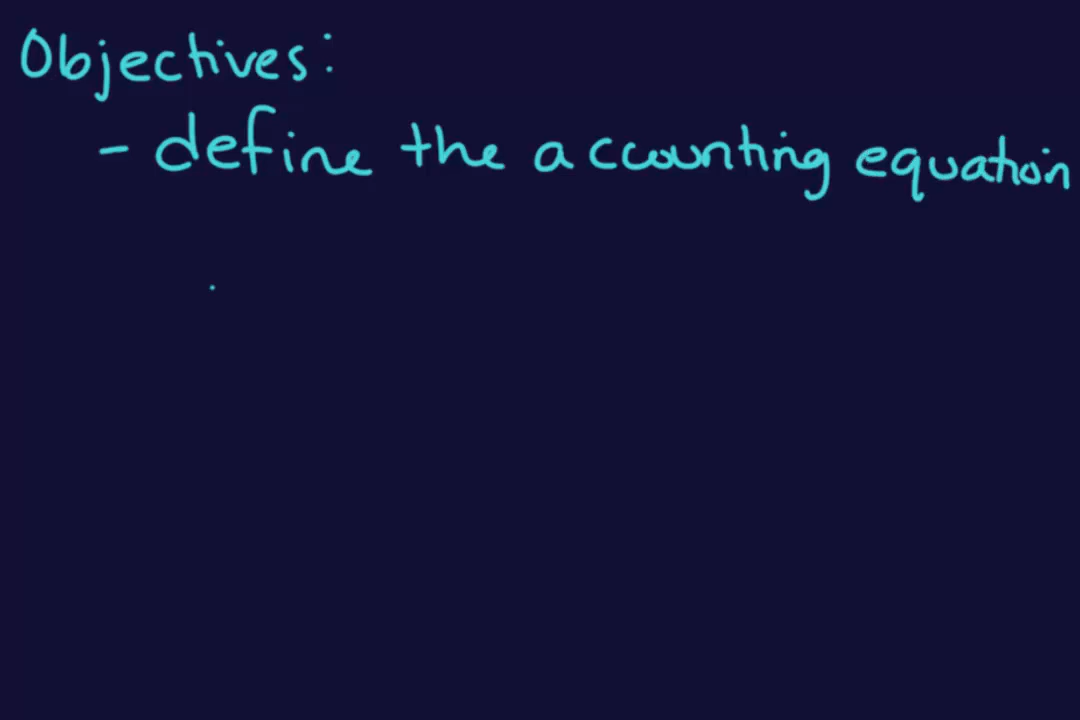 Objectives:
- define the accounting equation